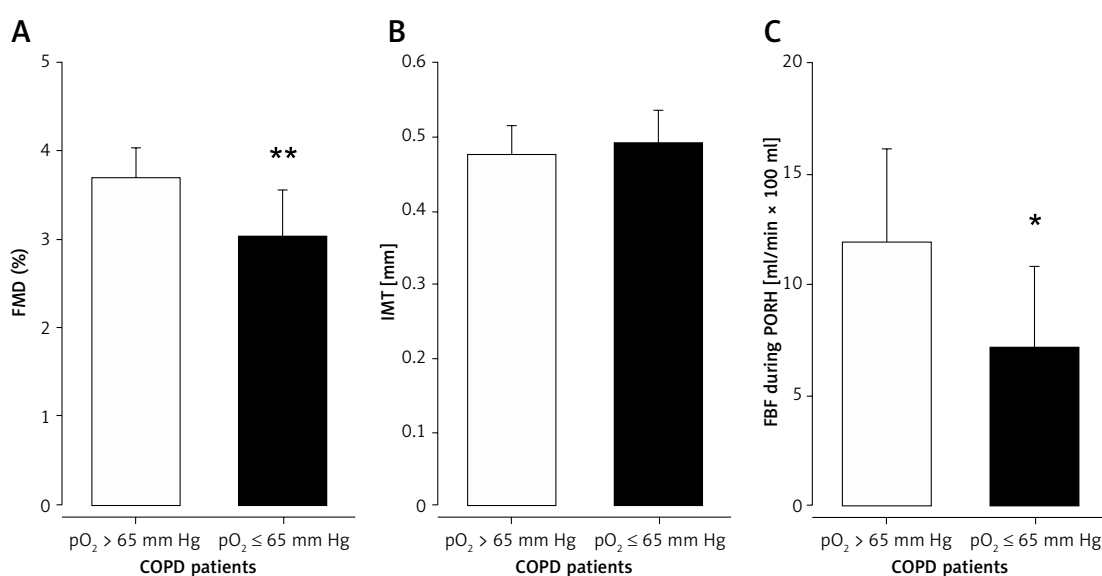 A
FMD (%)
5
4
3
2
1
0
**
pO₂ > 65 mm Hg pO₂ ≤ 65 mm Hg
COPD patients
B
IMT [mm]
0.6
0.5
0.4
0.3
0.2
0.1
0
pO₂ > 65 mm Hg pO₂ ≤ 65 mm Hg
COPD patients
C
FBF during PORH [ml/min × 100 ml]
20
15
10
5
0
*
pO₂ > 65 mm Hg pO₂ ≤ 65 mm Hg
COPD patients